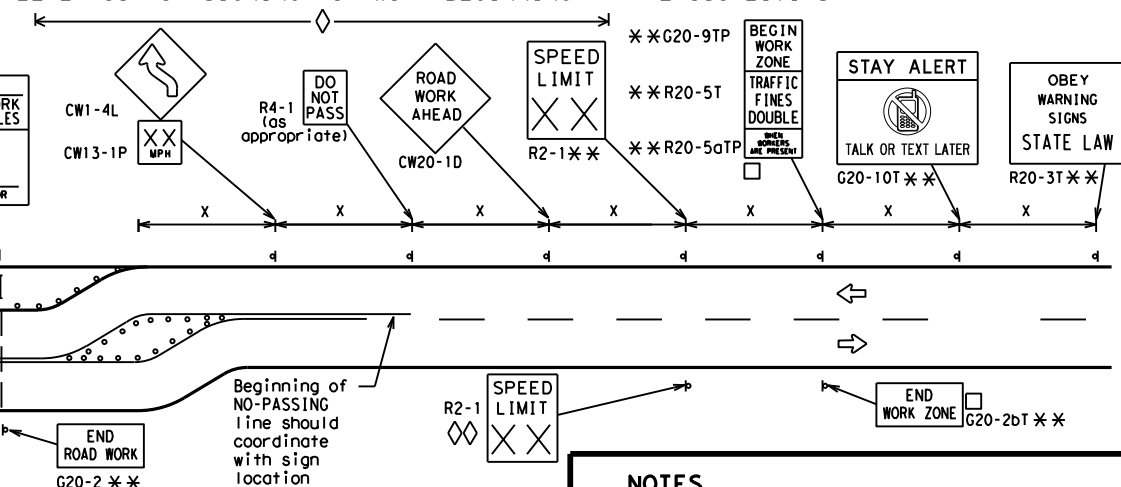 CW1-4L
XX
MPH
CW13-1P
R4-1
(as
appropriate)
DO
NOT
PASS
ROAD
WORK
AHEAD
CW20-1D
SPEED
LIMIT
X X
R2-1**
**G20-9TP
**R20-5T
**R20-5aTP
BEGIN
WORK
ZONE
TRAFFIC
FINES
DOUBLE
WHEN
WORKERS
ARE PRESENT
STAY ALERT
TALK OR TEXT LATER
G20-10T**
OBEY
WARNING
SIGNS
STATE LAW
R20-3T**
X X X X X X X
Beginning of
NO-PASSING
line should
coordinate
with sign
location
R2-1
SPEED
LIMIT
X X
END
WORK ZONE
G20-2bT**
END
ROAD WORK
G20-2**
NOTES